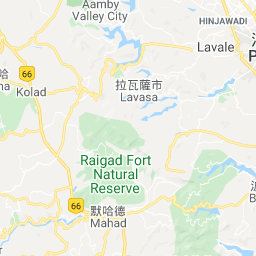 Aamby
Valley City
HINJAWADI
Lavale
P
哈
66
Kolad
拉瓦薩市
Lavasa
Raigad Fort
Natural
Reserve
66
默哈德
Mahad
B